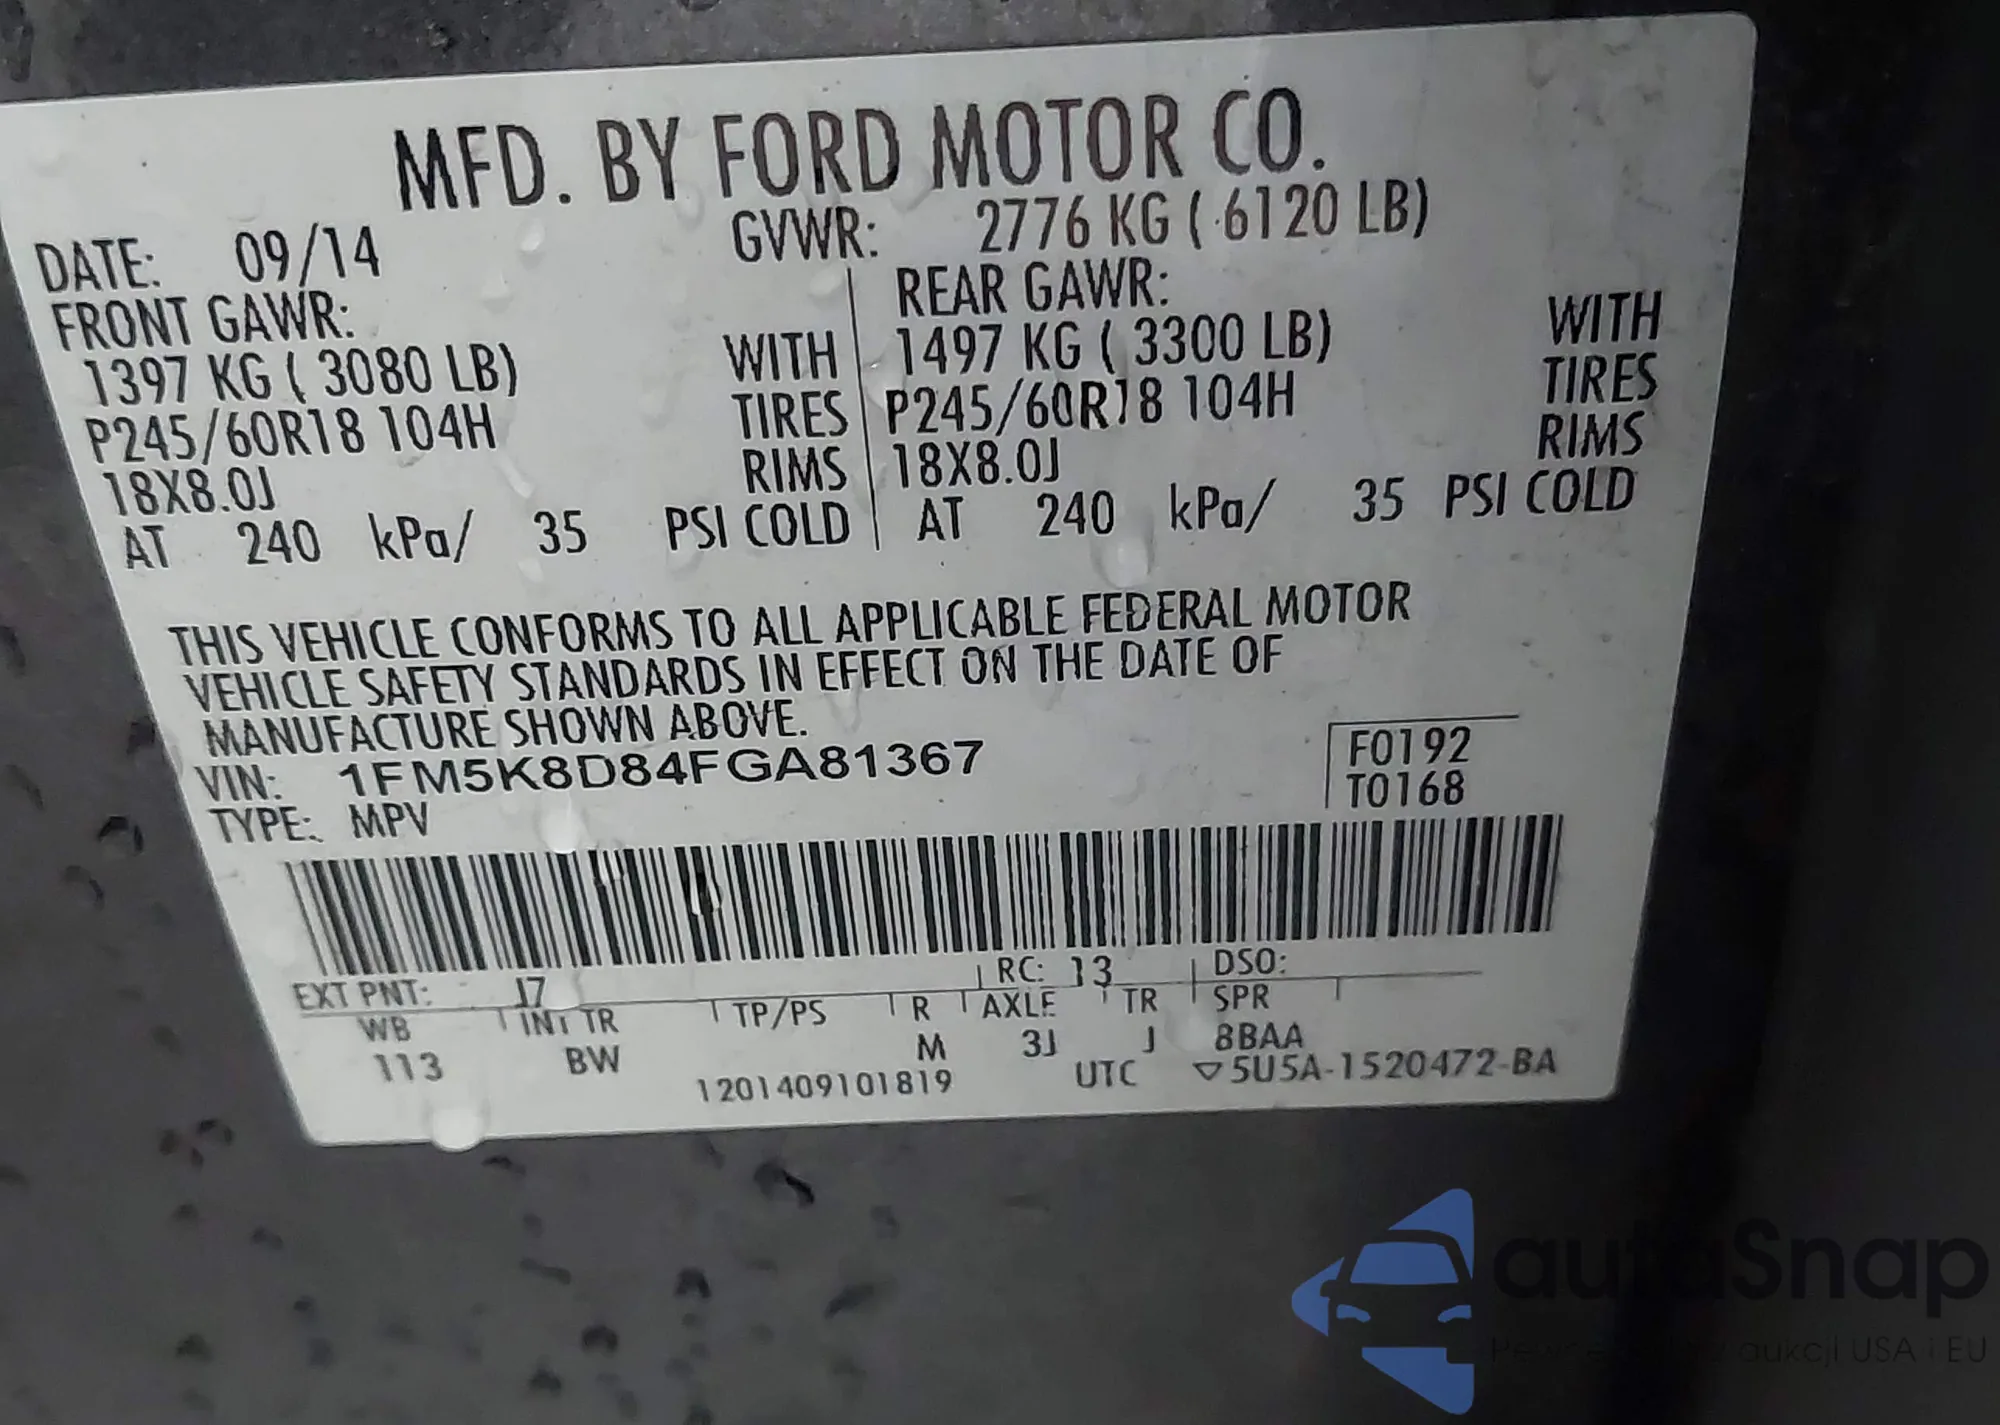 MFD. BY FORD MOTOR CO.
DATE: 09/14 GVWR: 2776 KG ( 6120 LB)
FRONT GAWR: REAR GAWR:
1397 KG ( 3080 LB) WITH 1497 KG ( 3300 LB) WITH
P245/60R18 104H TIRES P245/60R18 104H TIRES
18X8.0J RIMS 18X8.0J RIMS
AT 240 kPa/ 35 PSI COLD AT 240 kPa/ 35 PSI COLD
THIS VEHICLE CONFORMS TO ALL APPLICABLE FEDERAL MOTOR
VEHICLE SAFETY STANDARDS IN EFFECT ON THE DATE OF
MANUFACTURE SHOWN ABOVE.
VIN: 1FM5K8D84FGA81367 F0192
TYPE: MPV T0168
EXT PNT: J7 RC: 13 DSO:
WB INT TR TP/PS R AXLE TR SPR
113 BW M 3J J 8BAA
1201409101819 UTC ▽5U5A-1520472-BA
autoSnap
aukcji USA i EU